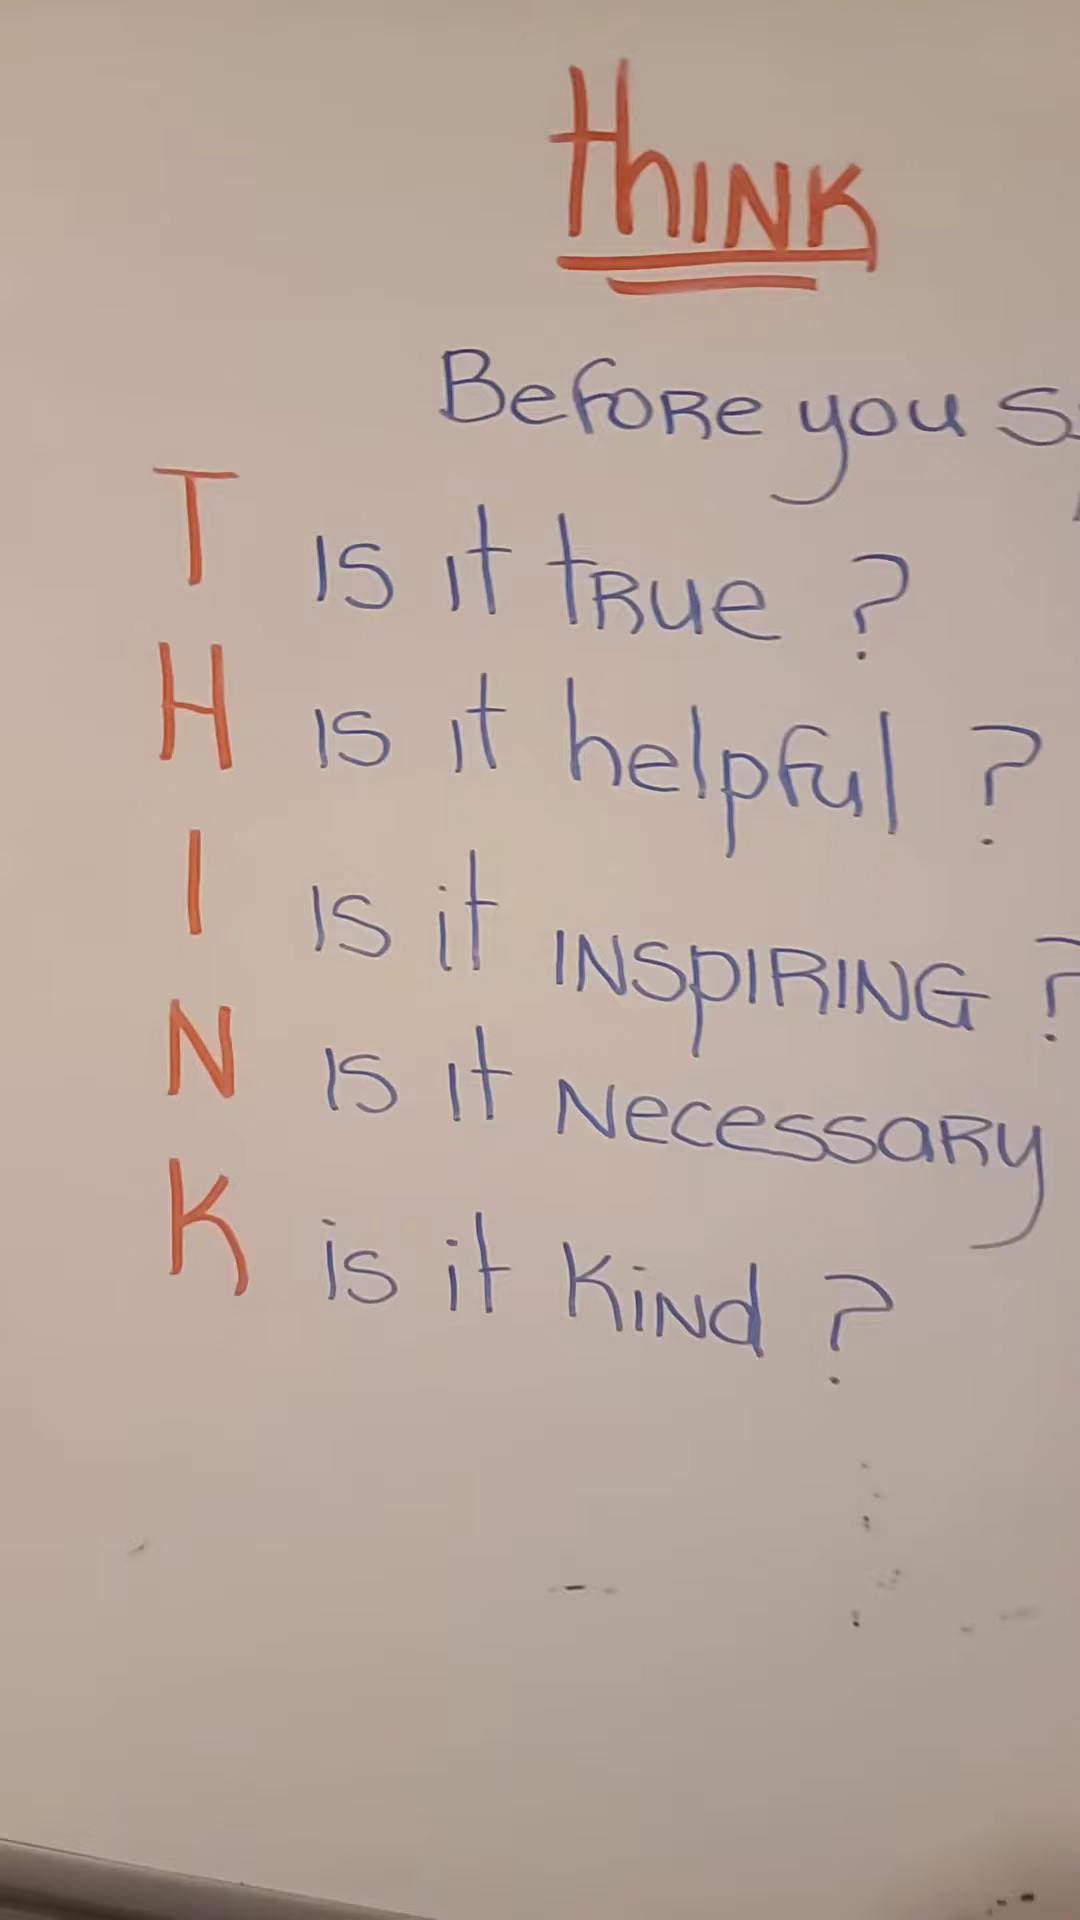 thINK
Before you
T Is it tRue ?
H Is it helpful ?
I Is it INSpIRING ?
N Is it Necessary
K is it KiNd ?